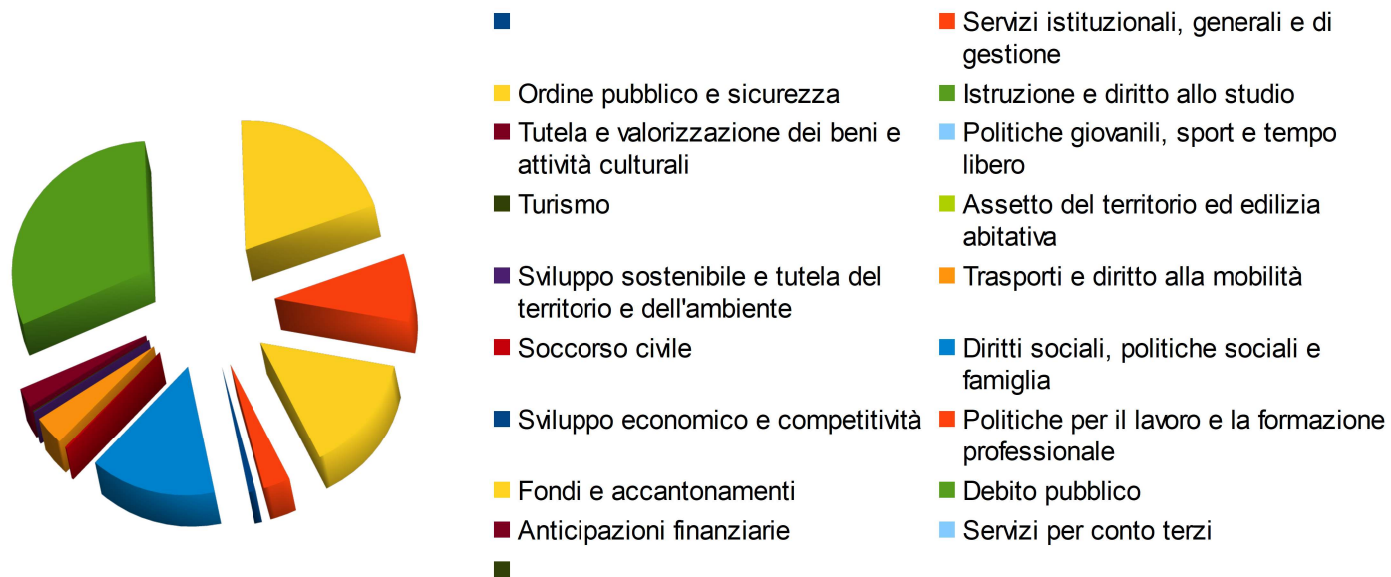 Servizi istituzionali, generali e di
gestione
Ordine pubblico e sicurezza
Istruzione e diritto allo studio
Tutela e valorizzazione dei beni e
attività culturali
Politiche giovanili, sport e tempo
libero
Turismo
Assetto del territorio ed edilizia
abitativa
Sviluppo sostenibile e tutela del
territorio e dell'ambiente
Trasporti e diritto alla mobilità
Soccorso civile
Diritti sociali, politiche sociali e
famiglia
Sviluppo economico e competitività
Politiche per il lavoro e la formazione
professionale
Fondi e accantonamenti
Debito pubblico
Anticipazioni finanziarie
Servizi per conto terzi